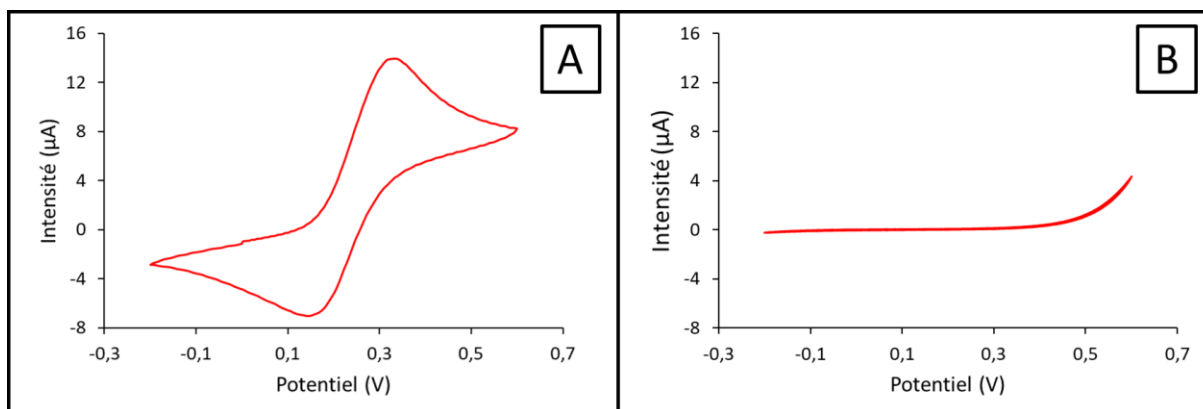 A
16
12
8
4
0
-4
-8
Intensité (µA)
-0,3 -0,1 0,1 0,3 0,5 0,7
Potentiel (V)
B
16
12
8
4
0
-4
-8
Intensité (µA)
-0,3 -0,1 0,1 0,3 0,5 0,7
Potentiel (V)